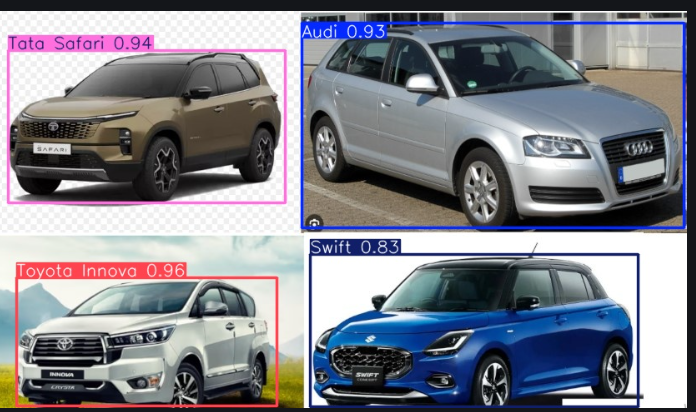 Tata Safari 0.94
Audi 0.93
SAFARI
Toyota Innova 0.96
Swift 0.83
INNOVA
CRYSTA
SWIFT